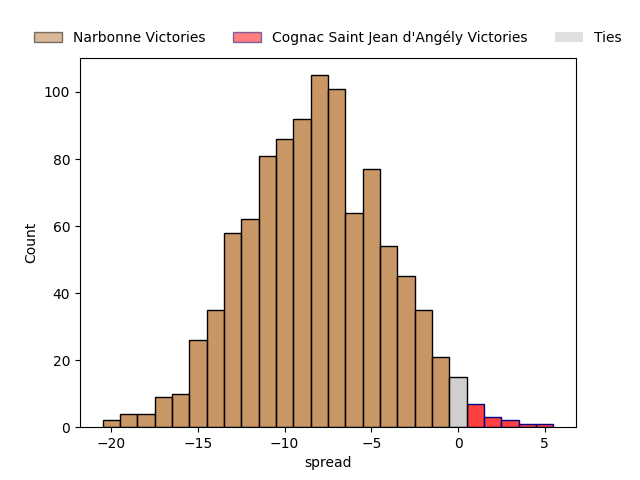 Narbonne Victories Cognac Saint Jean d'Angély Victories Ties
100
80
60
40
20
0
Count
−20 −15 −10 −5 0 5
spread